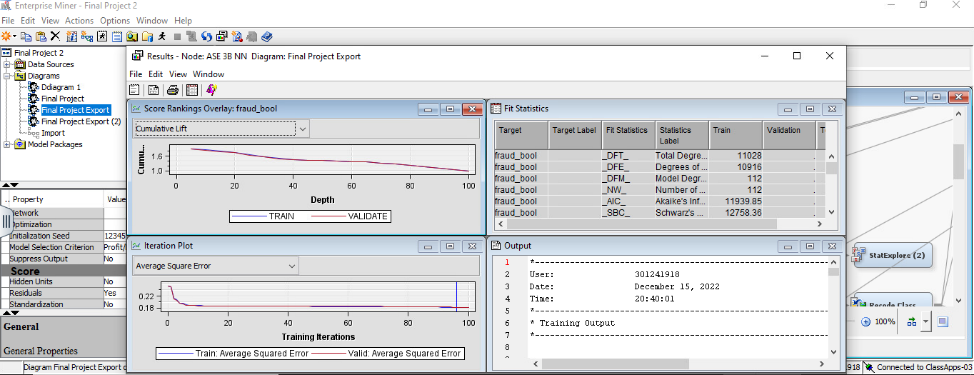 Enterprise Miner - Final Project 2
File Edit View Actions Options Window Help
Final Project 2
Data Sources
Diagrams
Ddiagram 1
Final Project
Final Project Export
Final Project Export (2)
Import
Model Packages
.. Property Value
Network
Optimization
Initialization Seed 12345
Model Selection Criterion Profit/
Suppress Output No
Score
Hidden Units No
Residuals Yes
Standardization No
General
General Properties
Diagram Final Project Export
Results - Node: ASE 3B NN Diagram: Final Project Export
File Edit View Window
Score Rankings Overlay: fraud_bool
Cumulative Lift
Cumu...
1.6
1.0
0 20 40 60 80 100
Depth
TRAIN VALIDATE
Fit Statistics
Target Target Label Fit Statistics Statistics Label Train Validation T
fraud_bool _DFT_ Total Degre... 11028 .
fraud_bool _DFE_ Degrees of ... 10916 .
fraud_bool _DFM_ Model Degr... 112 .
fraud_bool _NW_ Number of ... 112 .
fraud_bool _AIC_ Akaike's Inf... 11939.85 .
fraud_bool _SBC_ Schwarz's ... 12758.36 .
Iteration Plot
Average Square Error
0.22
0.18
0 20 40 60 80 100
Training Iterations
Train: Average Squared Error Valid: Average Squared Error
Output
1 *--------------------
2 User: 301241918
3 Date: December 15, 2022
4 Time: 20:40:01
5 *--------------------
6 * Training Output
7 *--------------------
8
StatExplore (2)
Recode Class
100%
918 Connected to ClassApps-03